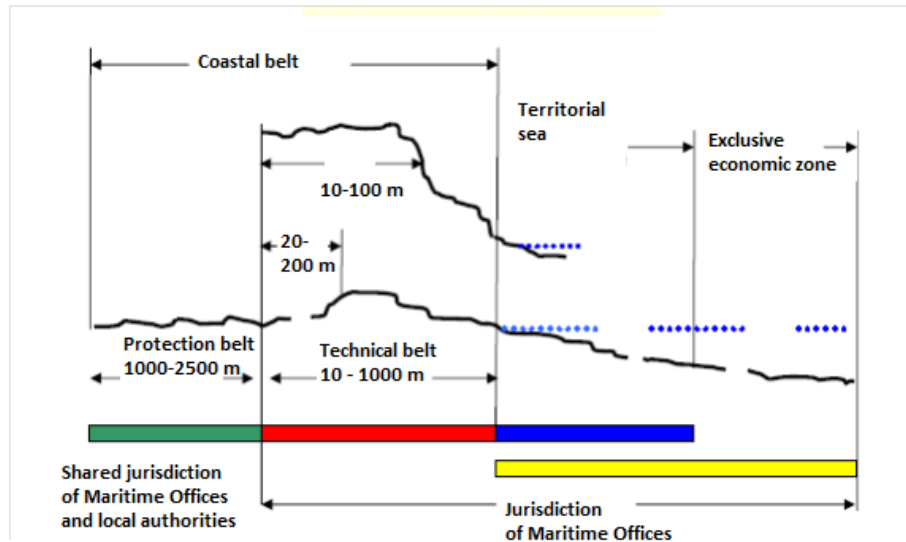 Coastal belt
Territorial
sea
Exclusive
economic zone
10-100 m
20-
200 m
Protection belt
1000-2500 m
Technical belt
10 - 1000 m
Shared jurisdiction
of Maritime Offices
and local authorities
Jurisdiction
of Maritime Offices